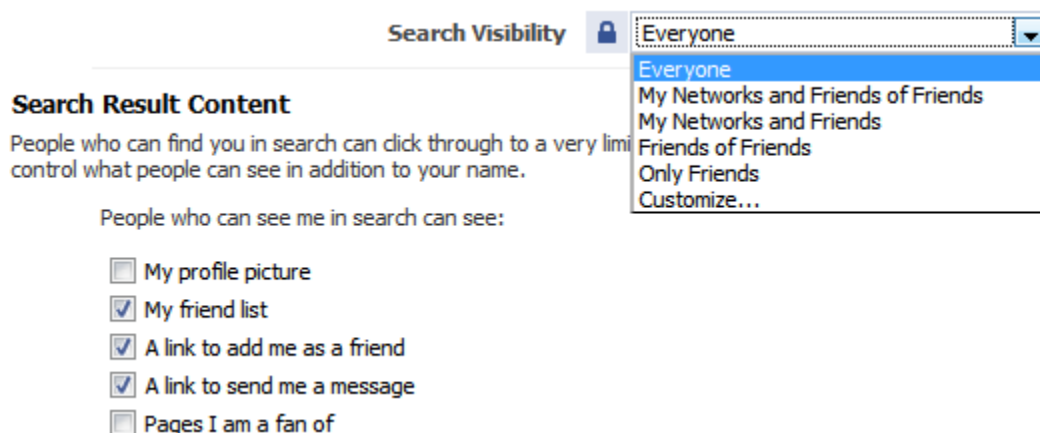 Search Visibility Everyone
Everyone
My Networks and Friends of Friends
My Networks and Friends
Friends of Friends
Only Friends
Customize...
Search Result Content
People who can find you in search can click through to a very
control what people can see in addition to your name.
People who can see me in search can see:
My profile picture
My friend list
A link to add me as a friend
A link to send me a message
Pages I am a fan of